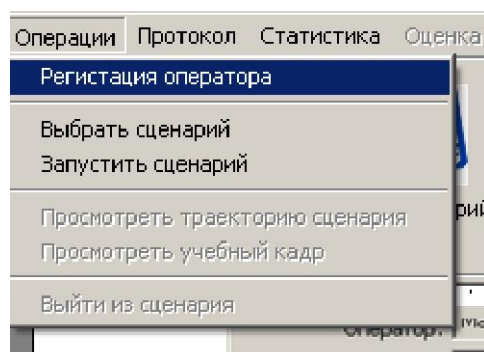 Операции Протокол Статистика Оценка
Регистация оператора
Выбрать сценарий
Запустить сценарий
рий
Просмотреть траекторию сценария
Просмотреть учебный кадр
Выйти из сценария
Оператор: